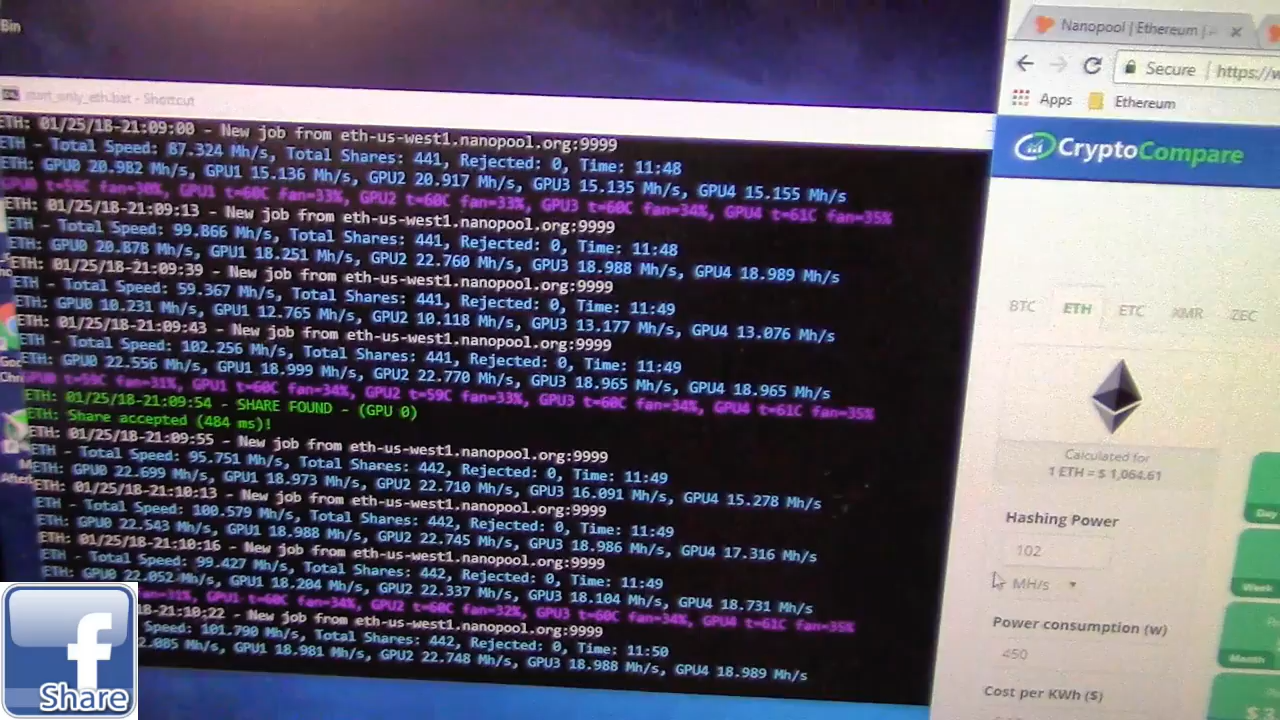 Bin
start_only_eth.bat - Shortcut
ETH: 01/25/18-21:09:00 - New job from eth-us-west1.nanopool.org:9999
ETH - Total Speed: 87.324 Mh/s, Total Shares: 441, Rejected: 0, Time: 11:48
ETH: GPU0 20.982 Mh/s, GPU1 15.136 Mh/s, GPU2 20.917 Mh/s, GPU3 15.135 Mh/s, GPU4 15.155 Mh/s
GPU0 t=59C fan=30%, GPU1 t=60C fan=33%, GPU2 t=60C fan=33%, GPU3 t=60C fan=34%, GPU4 t=61C fan=35%
ETH: 01/25/18-21:09:13 - New job from eth-us-west1.nanopool.org:9999
ETH - Total Speed: 99.866 Mh/s, Total Shares: 441, Rejected: 0, Time: 11:48
ETH: GPU0 20.878 Mh/s, GPU1 18.251 Mh/s, GPU2 22.760 Mh/s, GPU3 18.988 Mh/s, GPU4 18.989 Mh/s
ETH: 01/25/18-21:09:39 - New job from eth-us-west1.nanopool.org:9999
ETH - Total Speed: 59.367 Mh/s, Total Shares: 441, Rejected: 0, Time: 11:49
ETH: GPU0 10.231 Mh/s, GPU1 12.765 Mh/s, GPU2 10.118 Mh/s, GPU3 13.177 Mh/s, GPU4 13.076 Mh/s
ETH: 01/25/18-21:09:43 - New job from eth-us-west1.nanopool.org:9999
ETH - Total Speed: 102.256 Mh/s, Total Shares: 441, Rejected: 0, Time: 11:49
ETH: GPU0 22.556 Mh/s, GPU1 18.999 Mh/s, GPU2 22.770 Mh/s, GPU3 18.965 Mh/s, GPU4 18.965 Mh/s
GPU0 t=59C fan=31%, GPU1 t=60C fan=34%, GPU2 t=59C fan=33%, GPU3 t=60C fan=34%, GPU4 t=61C fan=35%
ETH: 01/25/18-21:09:54 - SHARE FOUND - (GPU 0)
ETH: Share accepted (484 ms)!
ETH: 01/25/18-21:09:55 - New job from eth-us-west1.nanopool.org:9999
ETH - Total Speed: 95.751 Mh/s, Total Shares: 442, Rejected: 0, Time: 11:49
ETH: GPU0 22.699 Mh/s, GPU1 18.973 Mh/s, GPU2 22.710 Mh/s, GPU3 16.091 Mh/s, GPU4 15.278 Mh/s
ETH: 01/25/18-21:10:13 - New job from eth-us-west1.nanopool.org:9999
ETH - Total Speed: 100.579 Mh/s, Total Shares: 442, Rejected: 0, Time: 11:49
ETH: GPU0 22.543 Mh/s, GPU1 18.988 Mh/s, GPU2 22.745 Mh/s, GPU3 18.986 Mh/s, GPU4 17.316 Mh/s
ETH: 01/25/18-21:10:16 - New job from eth-us-west1.nanopool.org:9999
ETH - Total Speed: 99.427 Mh/s, Total Shares: 442, Rejected: 0, Time: 11:49
ETH: GPU0 22.052 Mh/s, GPU1 18.204 Mh/s, GPU2 22.337 Mh/s, GPU3 18.104 Mh/s, GPU4 18.731 Mh/s
fan=31%, GPU1 t=60C fan=34%, GPU2 t=60C fan=32%, GPU3 t=60C fan=34%, GPU4 t=61C fan=35%
18-21:10:22 - New job from eth-us-west1.nanopool.org:9999
Speed: 101.790 Mh/s, Total Shares: 442, Rejected: 0, Time: 11:50
2.085 Mh/s, GPU1 18.981 Mh/s, GPU2 22.748 Mh/s, GPU3 18.988 Mh/s, GPU4 18.989 Mh/s
Share
Nanopool | Ethereum |
Secure https://w
Apps Ethereum
CryptoCompare
BTC ETH ETC XMR ZEC
Calculated for
1 ETH = $ 1,064.61
Hashing Power
102
MH/s
Day
Week
Month
Power consumption (w)
450
Cost per KWh ($)